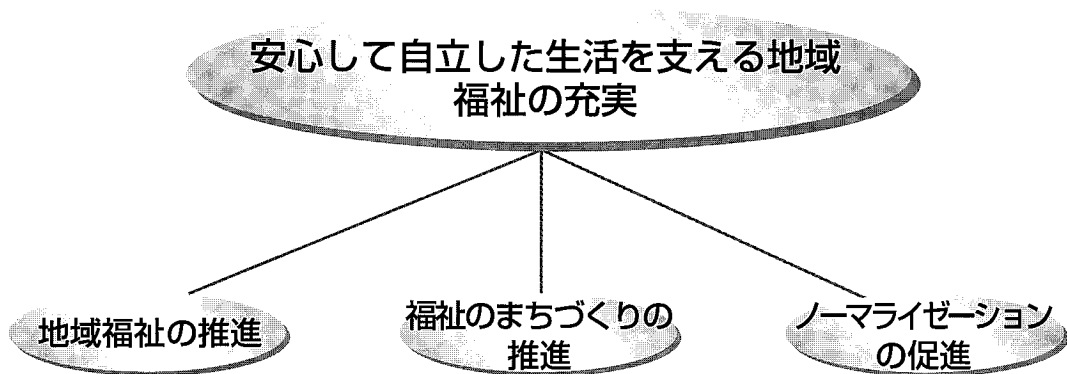 安心して自立した生活を支える地域
福祉の充実
地域福祉の推進
福祉のまちづくりの
推進
ノーマライゼーション
の促進